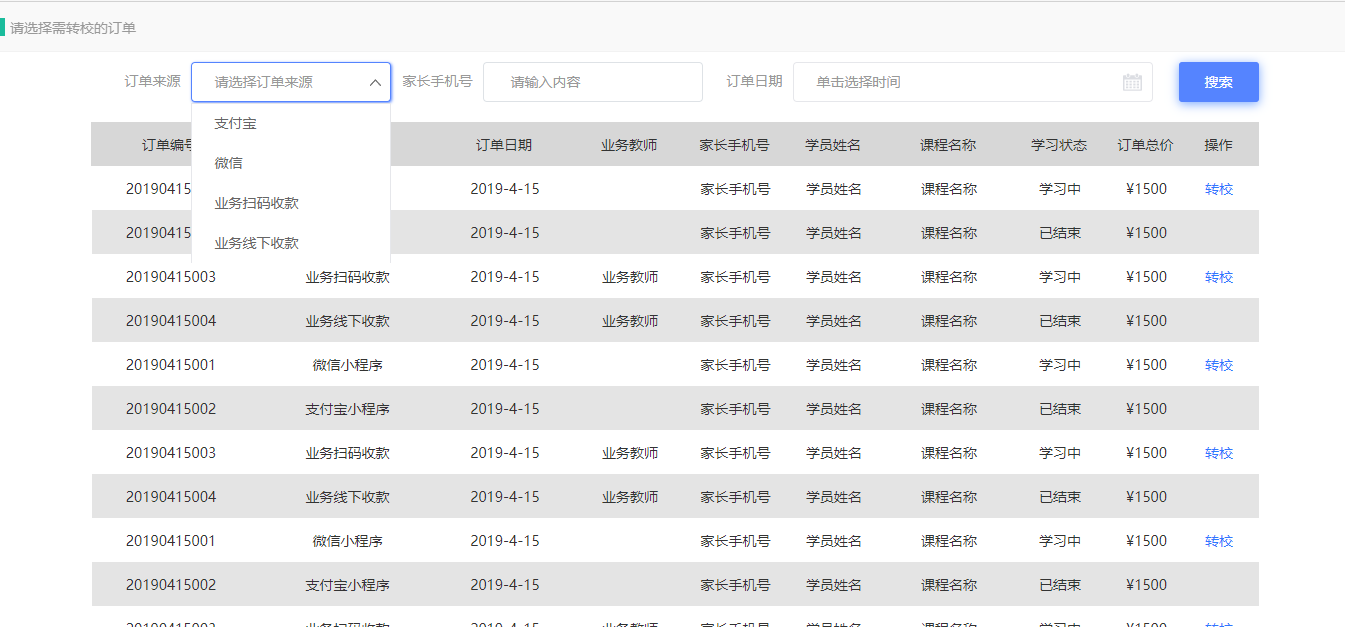 请选择需转校的订单
订单来源 请选择订单来源 家长手机号 请输入内容 订单日期 单击选择时间 搜索
支付宝
微信
业务扫码收款
业务线下收款
订单编号 订单日期 业务教师 家长手机号 学员姓名 课程名称 学习状态 订单总价 操作
20190415 2019-4-15 家长手机号 学员姓名 课程名称 学习中 ¥1500 转校
20190415 2019-4-15 家长手机号 学员姓名 课程名称 已结束 ¥1500
20190415003 业务扫码收款 2019-4-15 业务教师 家长手机号 学员姓名 课程名称 学习中 ¥1500 转校
20190415004 业务线下收款 2019-4-15 业务教师 家长手机号 学员姓名 课程名称 已结束 ¥1500
20190415001 微信小程序 2019-4-15 家长手机号 学员姓名 课程名称 学习中 ¥1500 转校
20190415002 支付宝小程序 2019-4-15 家长手机号 学员姓名 课程名称 已结束 ¥1500
20190415003 业务扫码收款 2019-4-15 业务教师 家长手机号 学员姓名 课程名称 学习中 ¥1500 转校
20190415004 业务线下收款 2019-4-15 业务教师 家长手机号 学员姓名 课程名称 已结束 ¥1500
20190415001 微信小程序 2019-4-15 家长手机号 学员姓名 课程名称 学习中 ¥1500 转校
20190415002 支付宝小程序 2019-4-15 家长手机号 学员姓名 课程名称 已结束 ¥1500